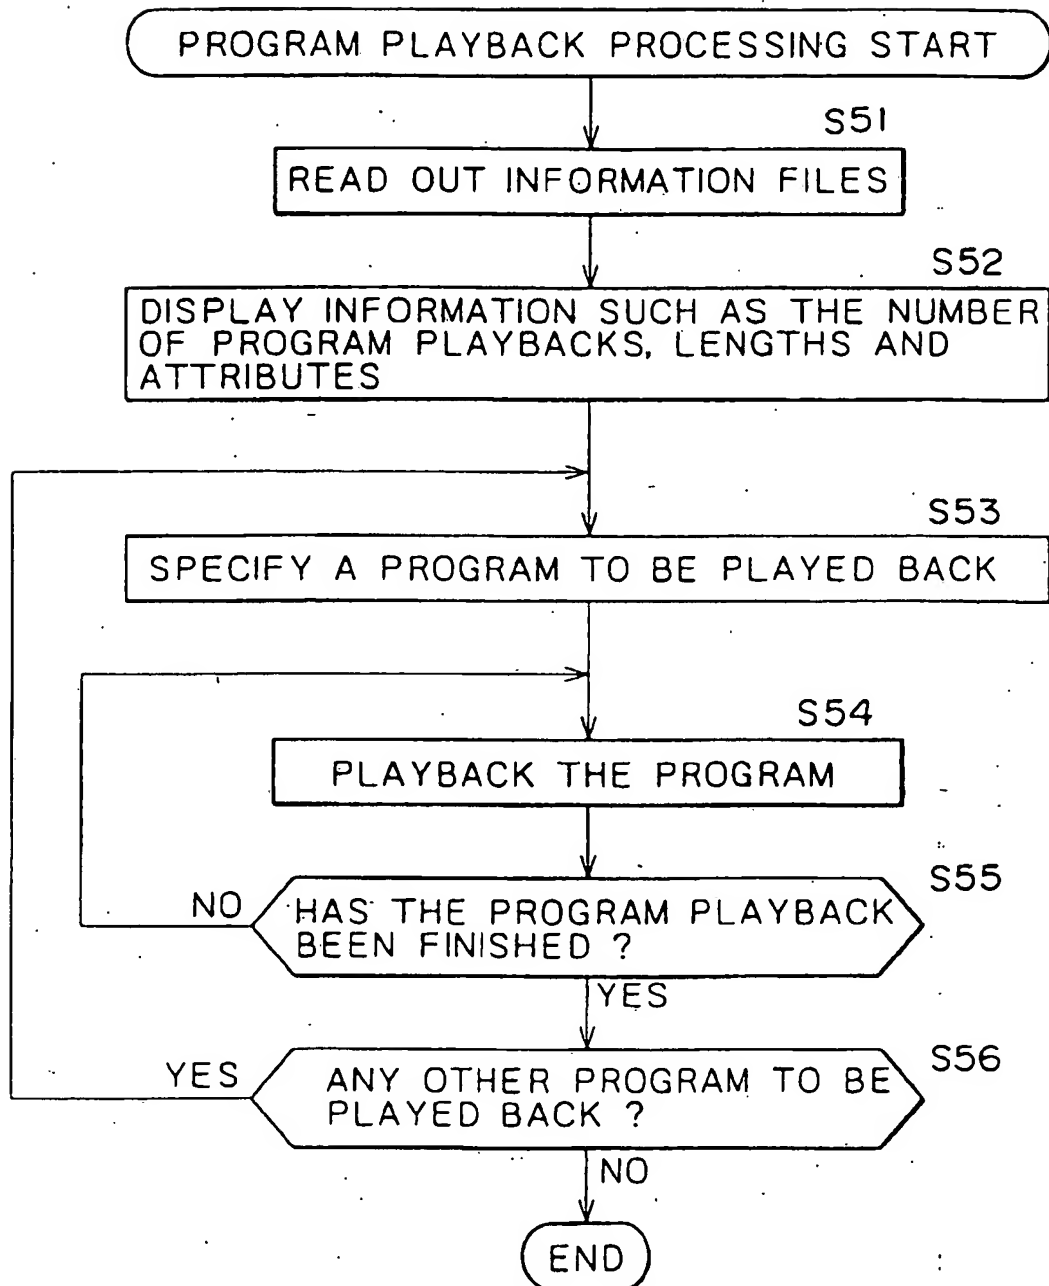 PROGRAM PLAYBACK PROCESSING START
S51
READ OUT INFORMATION FILES
S52
DISPLAY INFORMATION SUCH AS THE NUMBER
OF PROGRAM PLAYBACKS, LENGTHS AND
ATTRIBUTES
S53
SPECIFY A PROGRAM TO BE PLAYED BACK
S54
PLAYBACK THE PROGRAM
S55
NO
HAS THE PROGRAM PLAYBACK
BEEN FINISHED ?
YES
S56
YES
ANY OTHER PROGRAM TO BE
PLAYED BACK ?
NO
END